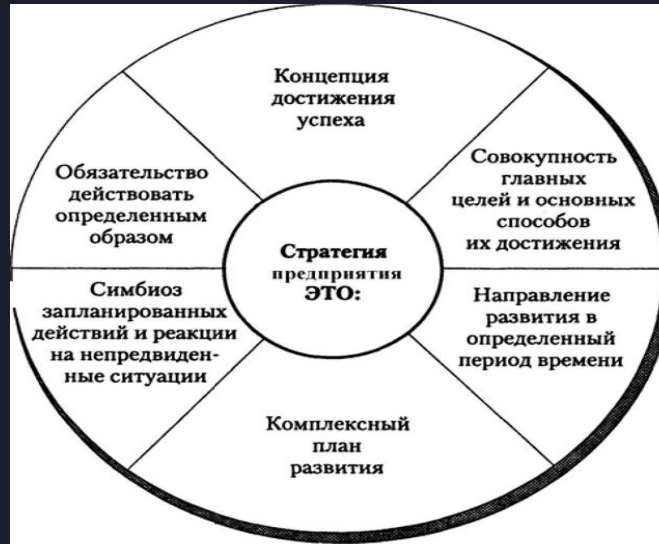 Концепция
достижения
успеха
Совокупность
главных
целей и основных
способов
их достижения
Обязательство
действовать
определенным
образом
Стратегия
предприятия
ЭТО:
Симбиоз
запланированных
действий и реакции
на непредвиден-
ные ситуации
Направление
развития в
определенный
период времени
Комплексный
план
развития